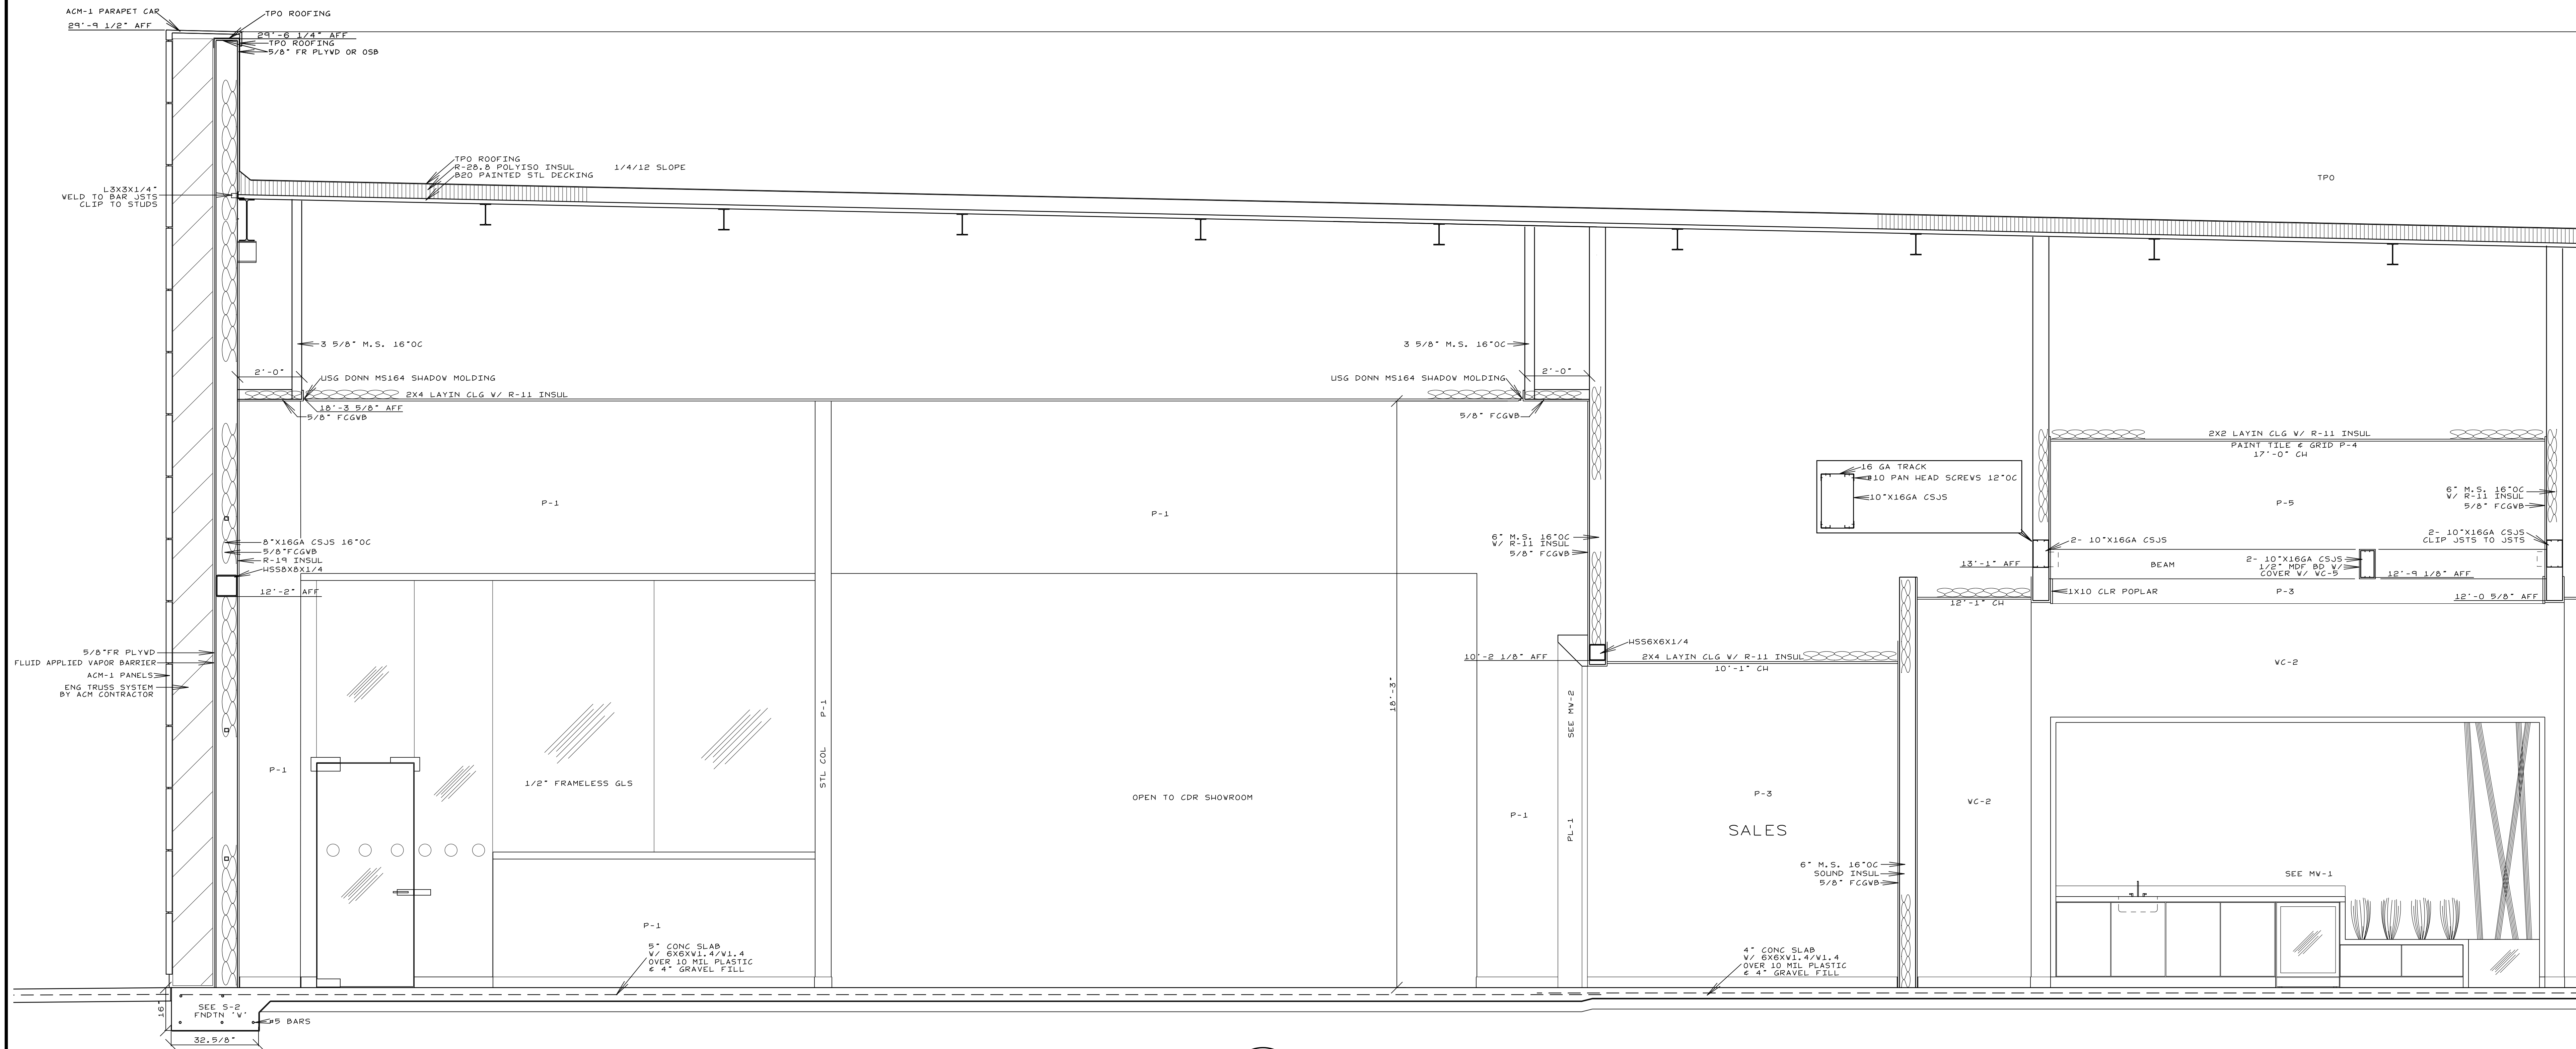 ACM-1 PARAPET CAP
29'-9 1/2" AFF
TPO ROOFING
29'-6 1/4" AFF
TPO ROOFING
5/8" FR PLYWD OR OSB
TPO ROOFING
R-28.8 POLYISO INSUL
B20 PAINTED STL DECKING
1/4/12 SLOPE
TPO
L3X3X1/4"
WELD TO BAR JSTS
CLIP TO STUDS
3 5/8" M.S. 16"OC
3 5/8" M.S. 16"OC
2'-0"
USG DONN MS164 SHADOW MOLDING
2X4 LAYIN CLG W/ R-11 INSUL
18'-3 5/8" AFF
5/8" FCGWB
2'-0"
USG DONN MS164 SHADOW MOLDING
5/8" FCGWB
2X2 LAYIN CLG W/ R-11 INSUL
PAINT TILE & GRID P-4
17'-0" CH
16 GA TRACK
#10 PAN HEAD SCREWS 12"OC
10"X16GA CSJS
P-1
P-1
P-5
6" M.S. 16"OC
W/ R-11 INSUL
5/8" FCGWB
8"X16GA CSJS 16"OC
5/8"FCGWB
R-19 INSUL
HSS8X8X1/4
12'-2" AFF
6" M.S. 16"OC
W/ R-11 INSUL
5/8" FCGWB
2- 10"X16GA CSJS
2- 10"X16GA CSJS
CLIP JSTS TO JSTS
13'-1" AFF
BEAM
2- 10"X16GA CSJS
1/2" MDF BD W/
COVER W/ WC-5
12'-9 1/8" AFF
1X10 CLR POPLAR
P-3
12'-0 5/8" AFF
12'-1" CH
5/8"FR PLYWD
FLUID APPLIED VAPOR BARRIER
ACM-1 PANELS
ENG TRUSS SYSTEM
BY ACM CONTRACTOR
HSS6X6X1/4
10'-2 1/8" AFF
2X4 LAYIN CLG W/ R-11 INSUL
10'-1" CH
WC-2
18'-3"
SEE MW-2
PL-1
STL COL P-1
P-1
1/2" FRAMELESS GLS
OPEN TO CDR SHOWROOM
P-1
P-3
SALES
WC-2
6" M.S. 16"OC
SOUND INSUL
5/8" FCGWB
SEE MW-1
P-1
5" CONC SLAB
W/ 6X6XW1.4/W1.4
OVER 10 MIL PLASTIC
& 4" GRAVEL FILL
4" CONC SLAB
W/ 6X6XW1.4/W1.4
OVER 10 MIL PLASTIC
& 4" GRAVEL FILL
16"
SEE S-2
FNDTN 'W'
#5 BARS
32.5/8"